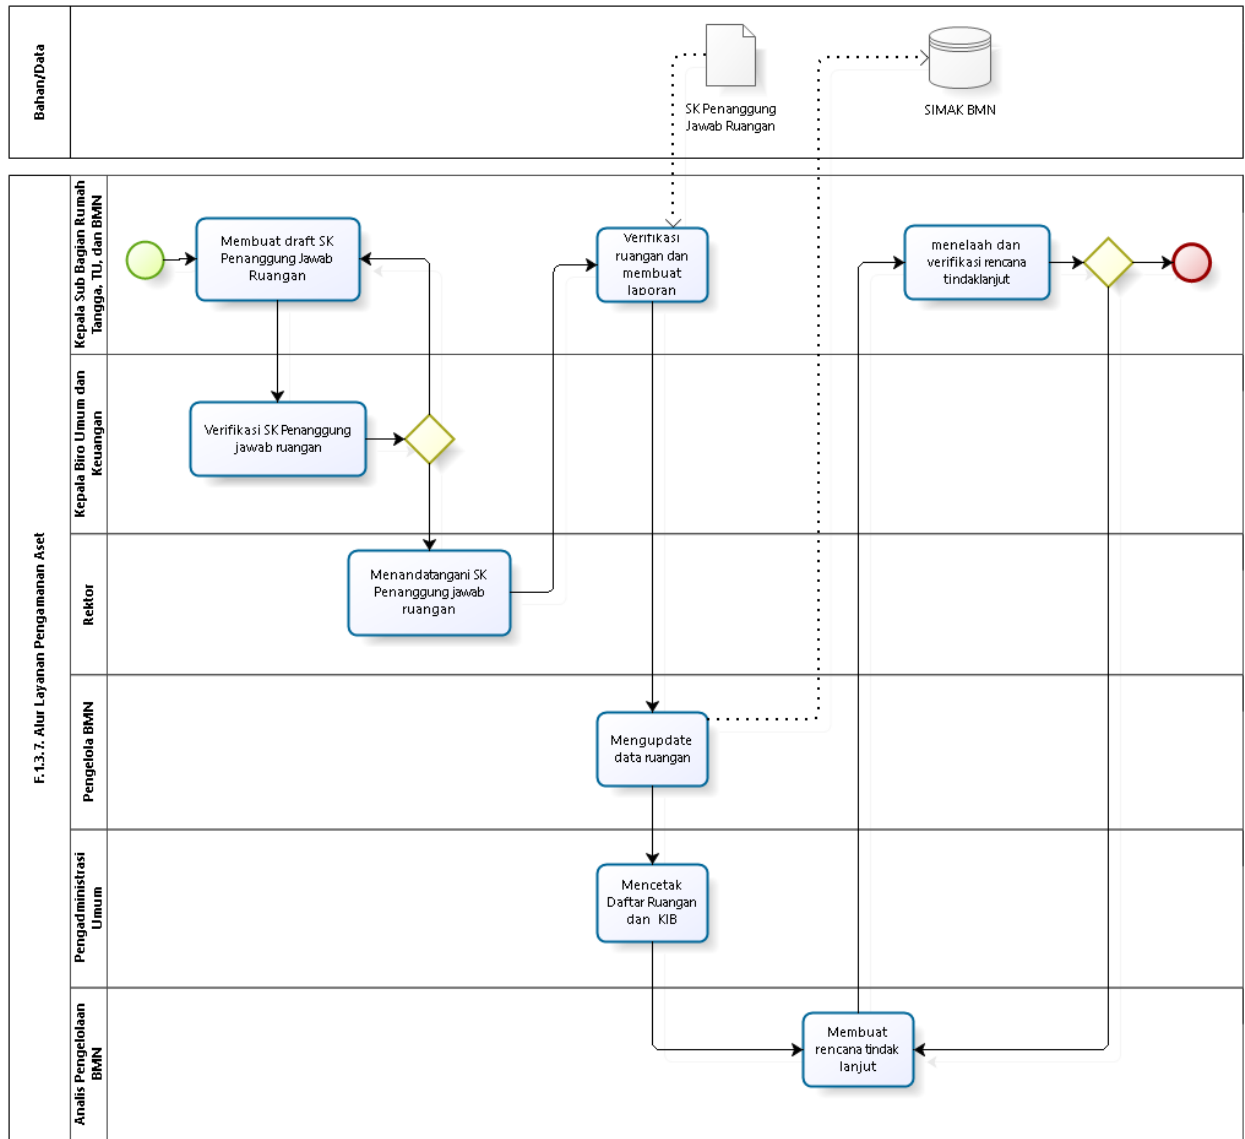 Bahan/Data
SK Penanggung
Jawab Ruangan
SIMAK BMN
F.1.3.7. Alur Layanan Pengamanan Aset
Kepala Sub Bagian Rumah
Tangga, TU, dan BMN
Membuat draft SK
Penanggung Jawab
Ruangan
Verifikasi
ruangan dan
membuat
laporan
menelaah dan
verifikasi rencana
tindaklanjut
Kepala Biro Umum dan
Keuangan
Verifikasi SK Penanggung
jawab ruangan
Rektor
Menandatangani SK
Penanggung jawab
ruangan
Pengelola BMN
Mengupdate
data ruangan
Pengadministrasi
Umum
Mencetak
Daftar Ruangan
dan KIB
Analis Pengelolaan
BMN
Membuat
rencana tindak
lanjut